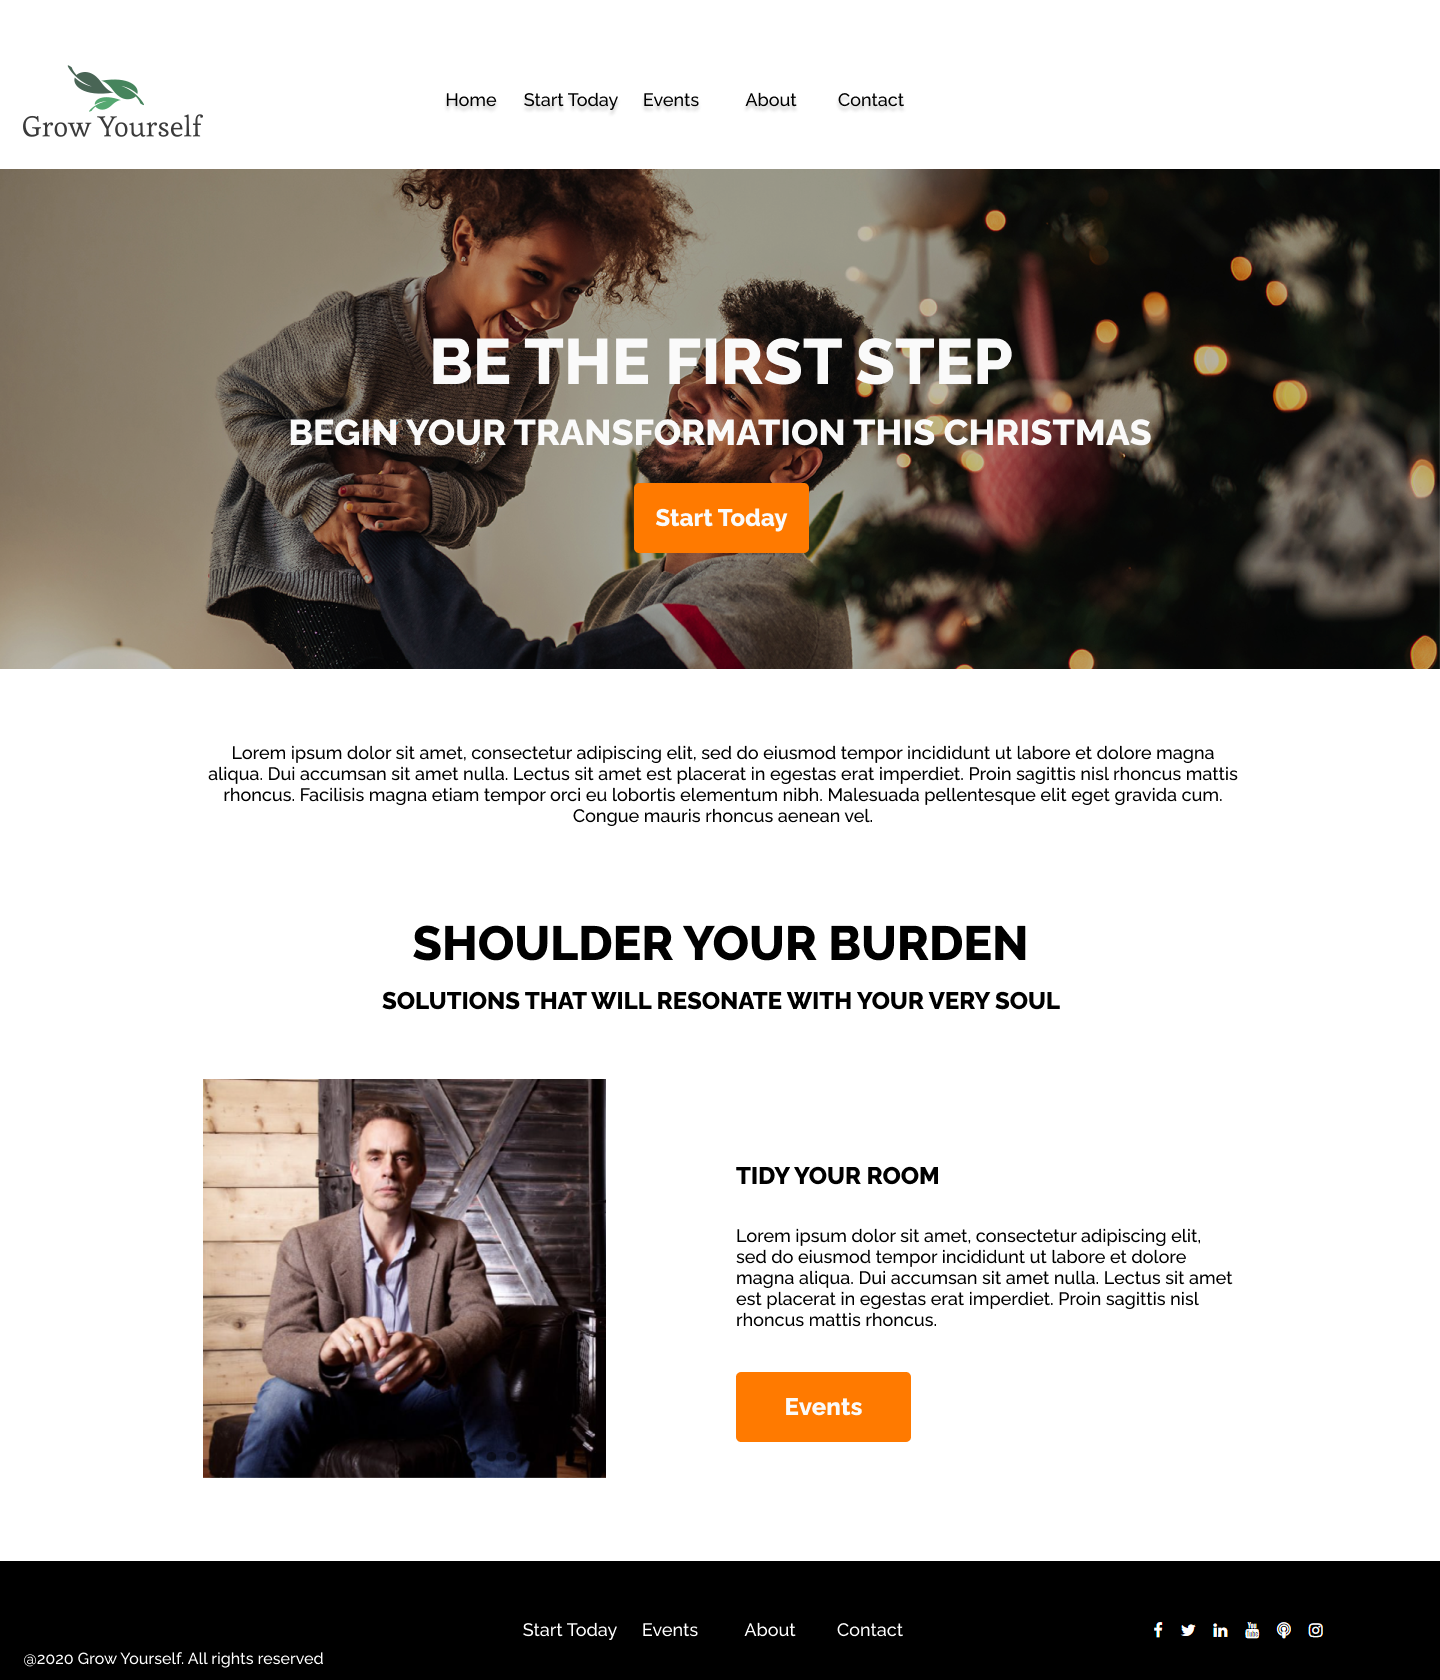 Grow Yourself
Home Start Today Events About Contact
BE THE FIRST STEP
BEGIN YOUR TRANSFORMATION THIS CHRISTMAS
Start Today
Lorem ipsum dolor sit amet, consectetur adipiscing elit, sed do eiusmod tempor incididunt ut labore et dolore magna
aliqua. Dui accumsan sit amet nulla. Lectus sit amet est placerat in egestas erat imperdiet. Proin sagittis nisl rhoncus mattis
rhoncus. Facilisis magna etiam tempor orci eu lobortis elementum nibh. Malesuada pellentesque elit eget gravida cum.
Congue mauris rhoncus aenean vel.
SHOULDER YOUR BURDEN
SOLUTIONS THAT WILL RESONATE WITH YOUR VERY SOUL
TIDY YOUR ROOM
Lorem ipsum dolor sit amet, consectetur adipiscing elit,
sed do eiusmod tempor incididunt ut labore et dolore
magna aliqua. Dui accumsan sit amet nulla. Lectus sit amet
est placerat in egestas erat imperdiet. Proin sagittis nisl
rhoncus mattis rhoncus.
Events
Start Today Events About Contact
You Tube
@2020 Grow Yourself. All rights reserved